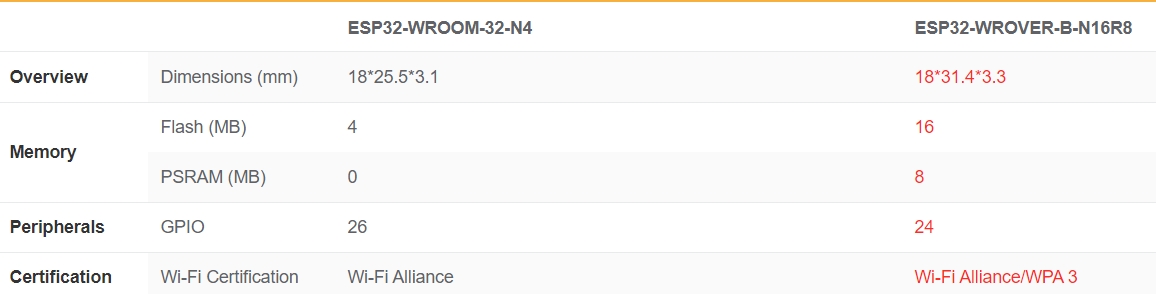 ESP32-WROOM-32-N4 ESP32-WROVER-B-N16R8
Overview Dimensions (mm) 18*25.5*3.1 18*31.4*3.3
Memory
Flash (MB) 4 16
PSRAM (MB) 0 8
Peripherals GPIO 26 24
Certification Wi-Fi Certification Wi-Fi Alliance Wi-Fi Alliance/WPA 3